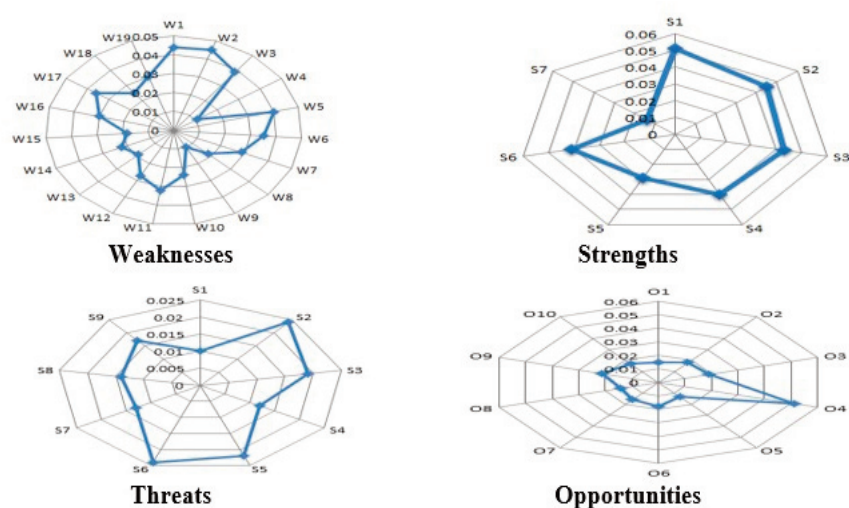 W1
W2
W3
W4
W5
W6
W7
W8
W9
W10
W11
W12
W13
W14
W15
W16
W17
W18
W19
0.05
0.04
0.03
0.02
0.01
0
Weaknesses
S1
S2
S3
S4
S5
S6
S7
0.06
0.05
0.04
0.03
0.02
0.01
0
Strengths
S1
S2
S3
S4
S5
S6
S7
S8
S9
0.025
0.02
0.015
0.01
0.005
0
Threats
O1
O2
O3
O4
O5
O6
O7
O8
O9
O10
0.06
0.05
0.04
0.03
0.02
0.01
0
Opportunities